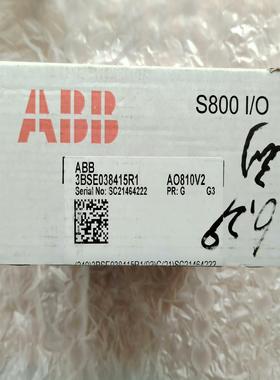 ABB
S800 I/O
ABB
3BSE038415R1 AO810V2
Serial No: SC21464222 PR: G G3